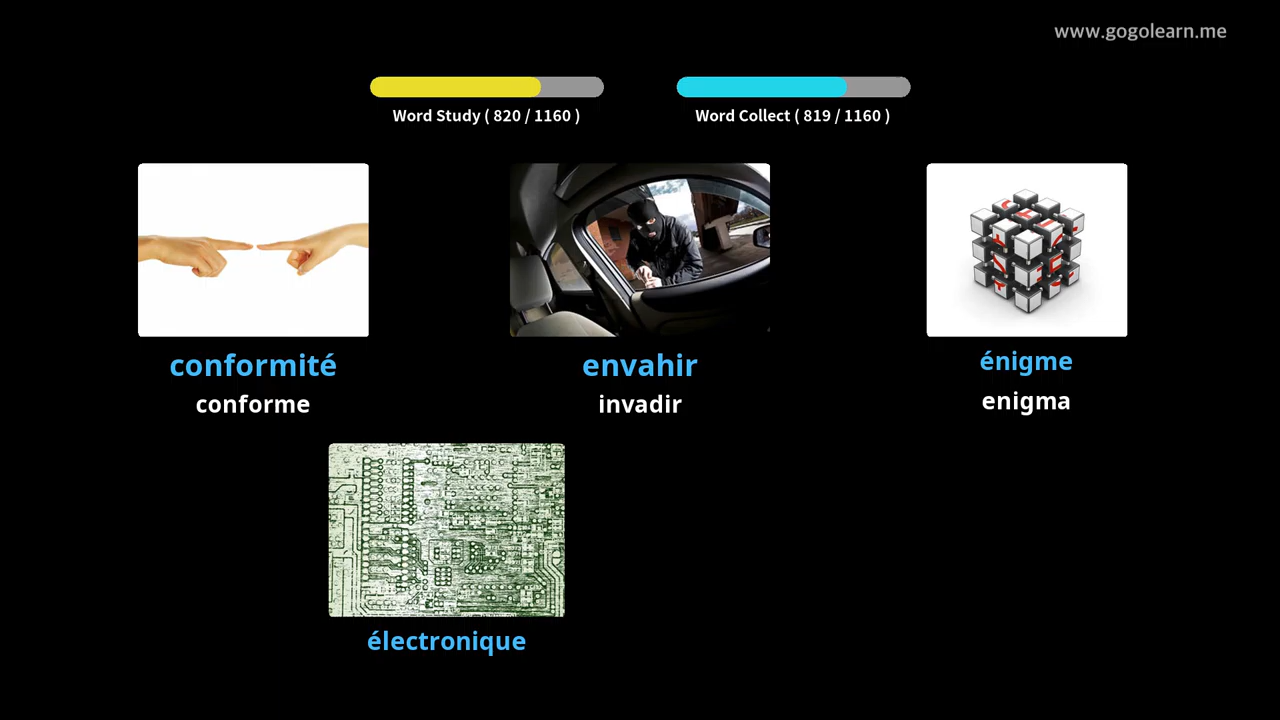 www.gogolearn.me
Word Study ( 820 / 1160 )
Word Collect ( 819 / 1160 )
conformité
conforme
envahir
invadir
énigme
enigma
électronique